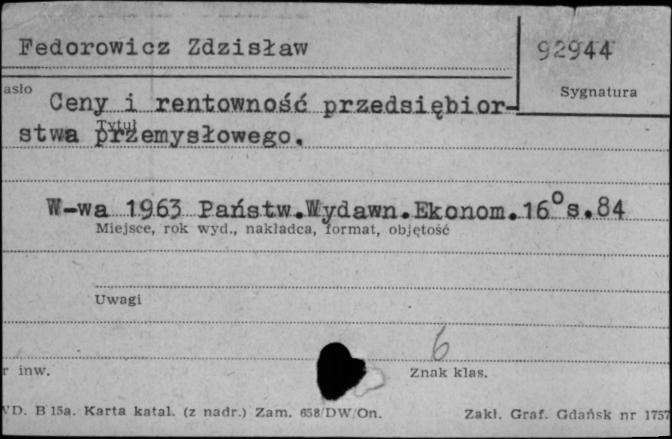 Fedorowicz Zdzisław 92944
asło Sygnatura
Ceny i rentowność przedsiębior-
Tytuł
stwa przemysłowego.
W-wa 1963 Państw.Wydawn.Ekonom.16° s.84
Miejsce, rok wyd., nakładca, format, objętość
Uwagi
6
r inw. Znak klas.
WD. B 15a. Karta katal. (z nadr.) Zam. 658/DW/On. Zakł. Graf. Gdańsk nr 1757